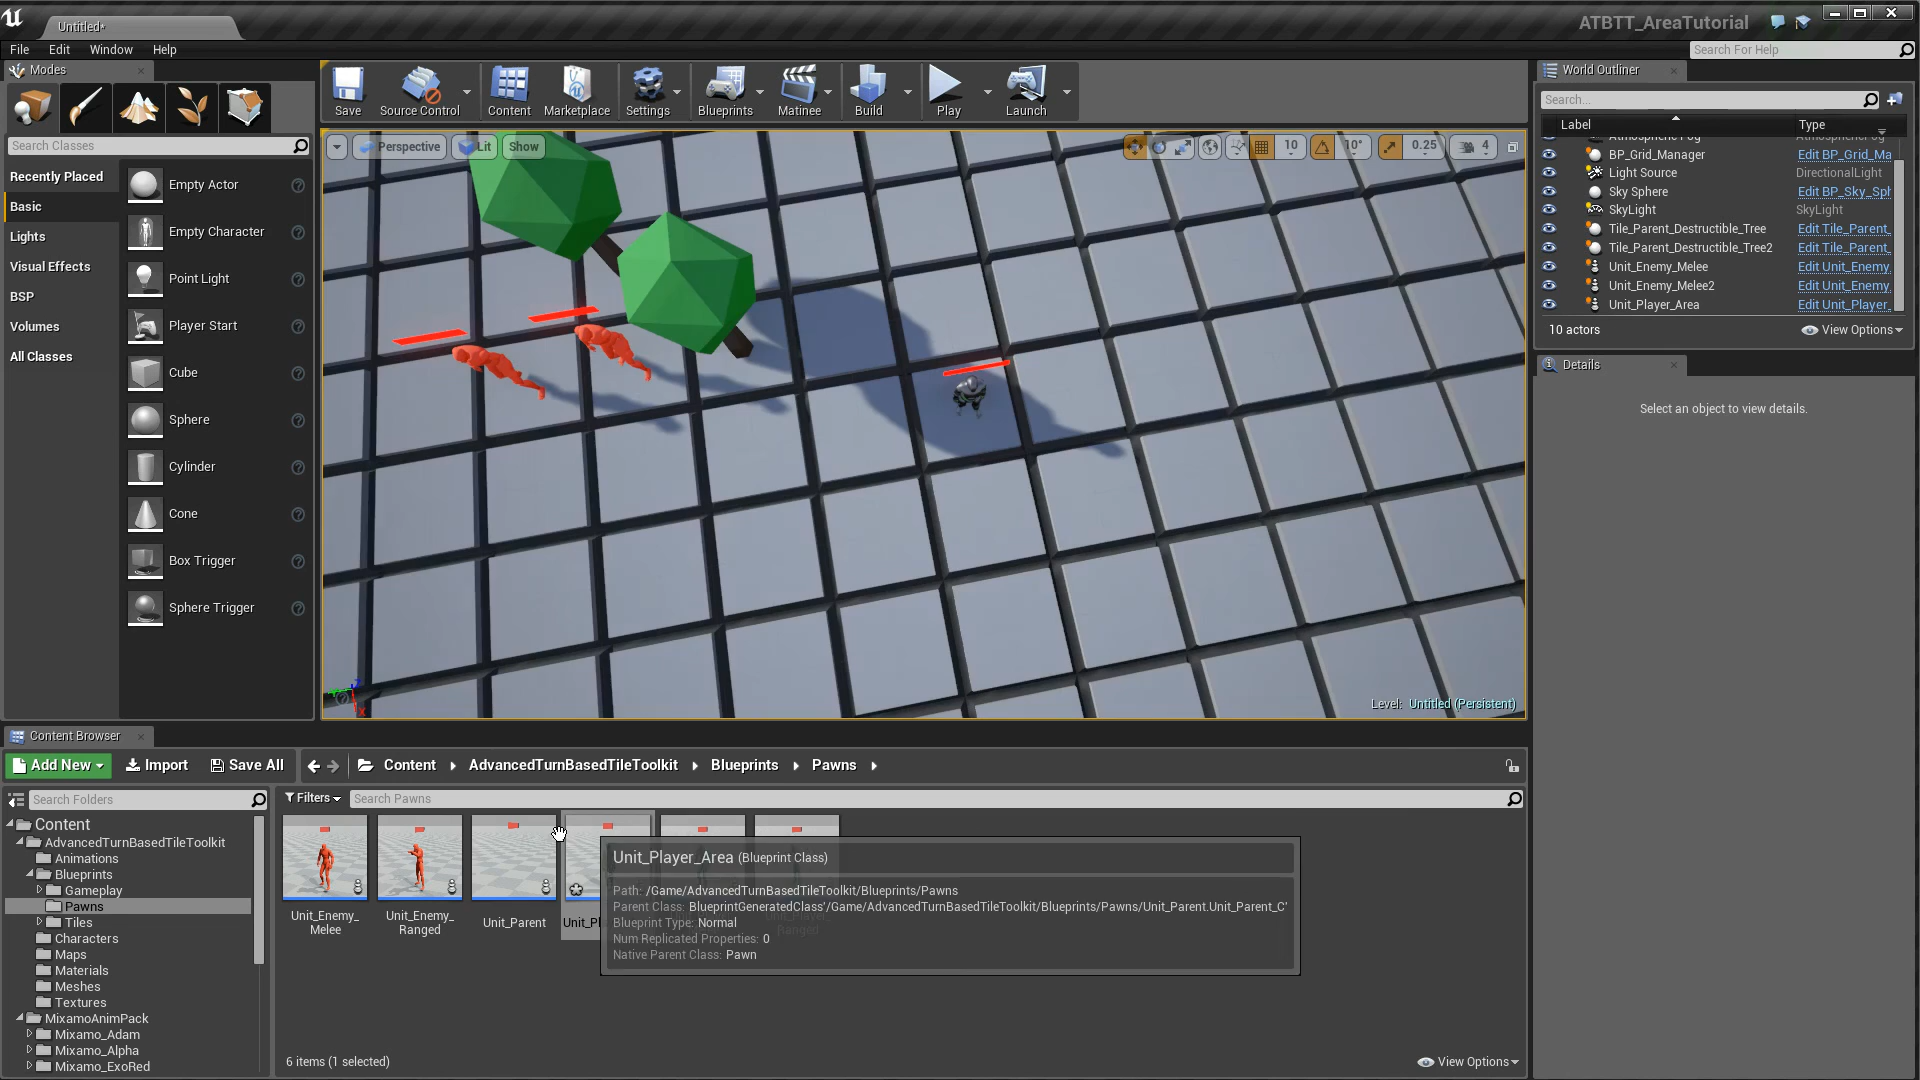 Untitled*
ATBTT_AreaTutorial
File Edit Window Help
Search For Help
Modes
Search Classes
Recently Placed
Basic
Lights
Visual Effects
BSP
Volumes
All Classes
Empty Actor
Empty Character
Point Light
Player Start
Cube
Sphere
Cylinder
Cone
Box Trigger
Sphere Trigger
Save
Source Control
Content
Marketplace
Settings
Blueprints
Matinee
Build
Play
Launch
Perspective
Lit
Show
10
10°
0.25
4
Level: Untitled (Persistent)
World Outliner
Search...
Label Type
BP_Grid_Manager Edit BP_Grid_Ma
Light Source DirectionalLight
Sky Sphere Edit BP_Sky_Sph
SkyLight SkyLight
Tile_Parent_Destructible_Tree Edit Tile_Parent_
Tile_Parent_Destructible_Tree2 Edit Tile_Parent_
Unit_Enemy_Melee Edit Unit_Enemy
Unit_Enemy_Melee2 Edit Unit_Enemy
Unit_Player_Area Edit Unit_Player_
10 actors
View Options
Details
Select an object to view details.
Content Browser
Add New Import Save All
Content AdvancedTurnBasedTileToolkit Blueprints Pawns
Search Folders
Filters
Search Pawns
Content
AdvancedTurnBasedTileToolkit
Animations
Blueprints
Gameplay
Pawns
Tiles
Characters
Maps
Materials
Meshes
Textures
MixamoAnimPack
Mixamo_Adam
Mixamo_Alpha
Mixamo_ExoRed
Unit_Enemy_
Melee
Unit_Enemy_
Ranged
Unit_Parent
Unit_Pl
Unit_Player_Area (Blueprint Class)
Path: /Game/AdvancedTurnBasedTileToolkit/Blueprints/Pawns
Parent Class: BlueprintGeneratedClass'/Game/AdvancedTurnBasedTileToolkit/Blueprints/Pawns/Unit_Parent.Unit_Parent_C'
Blueprint Type: Normal
Num Replicated Properties: 0
Native Parent Class: Pawn
6 items (1 selected)
View Options